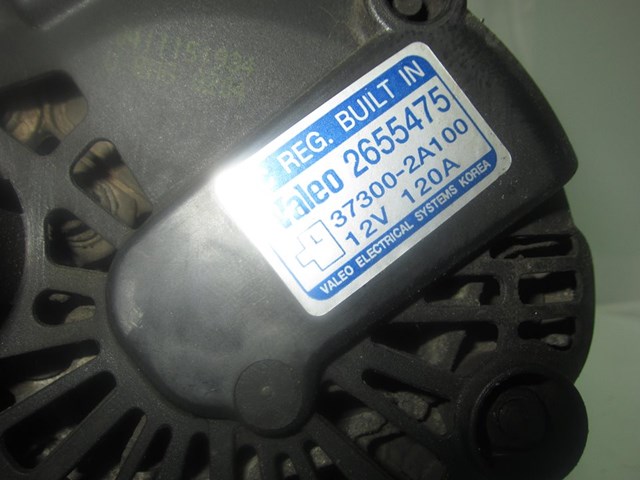 REG. BUILT IN
Valeo 2655475
37300-2A100
12V 120A
VALEO ELECTRICAL SYSTEMS KOREA